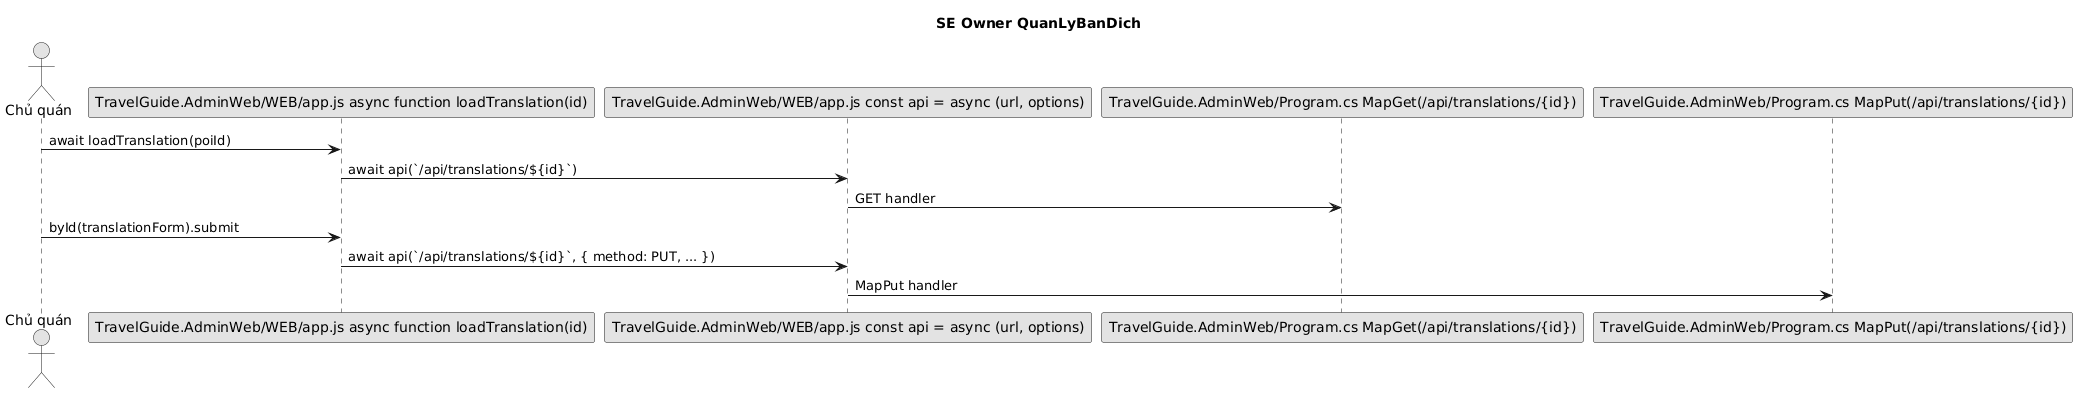 SE Owner QuanLyBanDich
Chủ quán
TravelGuide.AdminWeb/WEB/app.js async function loadTranslation(id)
TravelGuide.AdminWeb/WEB/app.js const api = async (url, options)
TravelGuide.AdminWeb/Program.cs MapGet(/api/translations/{id})
TravelGuide.AdminWeb/Program.cs MapPut(/api/translations/{id})
await loadTranslation(poiId)
await api(`/api/translations/${id}`)
GET handler
byId(translationForm).submit
await api(`/api/translations/${id}`, { method: PUT, ... })
MapPut handler
Chủ quán
TravelGuide.AdminWeb/WEB/app.js async function loadTranslation(id)
TravelGuide.AdminWeb/WEB/app.js const api = async (url, options)
TravelGuide.AdminWeb/Program.cs MapGet(/api/translations/{id})
TravelGuide.AdminWeb/Program.cs MapPut(/api/translations/{id})